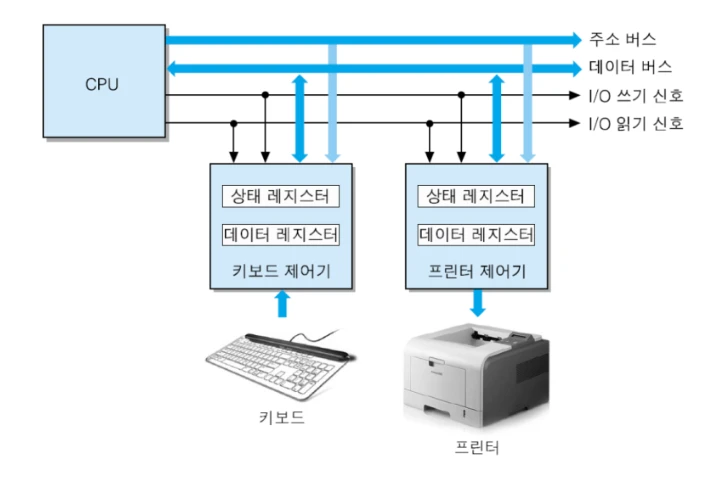 CPU
주소 버스
데이터 버스
I/O 쓰기 신호
I/O 읽기 신호
상태 레지스터
데이터 레지스터
키보드 제어기
상태 레지스터
데이터 레지스터
프린터 제어기
키보드
프린터